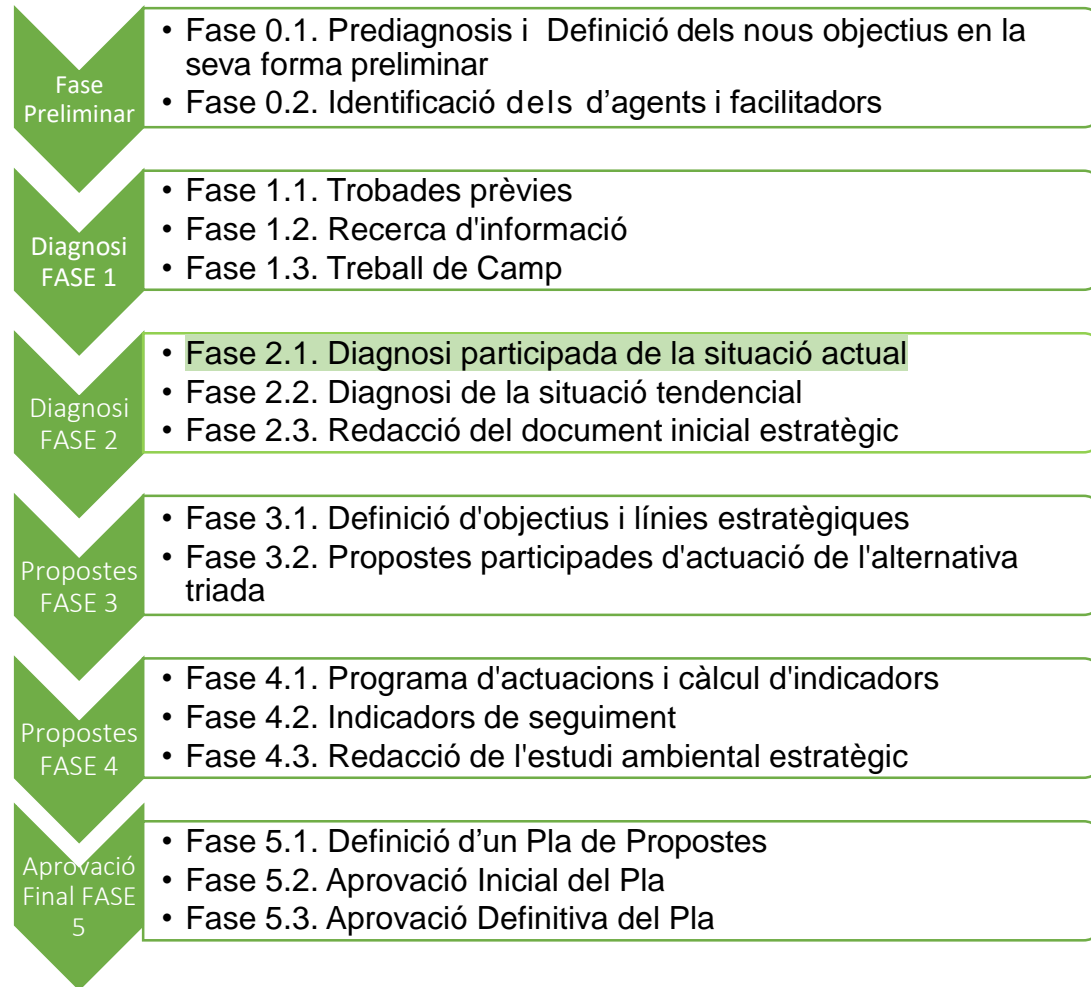 Fase
Preliminar
• Fase 0.1. Prediagnosis i  Definició dels nous objectius en la
seva forma preliminar
• Fase 0.2. Identificació dels d’agents i facilitadors
Diagnosi
FASE 1
• Fase 1.1. Trobades prèvies
• Fase 1.2. Recerca d'informació
• Fase 1.3. Treball de Camp
Diagnosi
FASE 2
• Fase 2.1. Diagnosi participada de la situació actual
• Fase 2.2. Diagnosi de la situació tendencial
• Fase 2.3. Redacció del document inicial estratègic
Propostes
FASE 3
• Fase 3.1. Definició d'objectius i línies estratègiques
• Fase 3.2. Propostes participades d'actuació de l'alternativa
triada
Propostes
FASE 4
• Fase 4.1. Programa d'actuacions i càlcul d'indicadors
• Fase 4.2. Indicadors de seguiment
• Fase 4.3. Redacció de l'estudi ambiental estratègic
Aprovació
Final FASE
5
• Fase 5.1. Definició d’un Pla de Propostes
• Fase 5.2. Aprovació Inicial del Pla
• Fase 5.3. Aprovació Definitiva del Pla